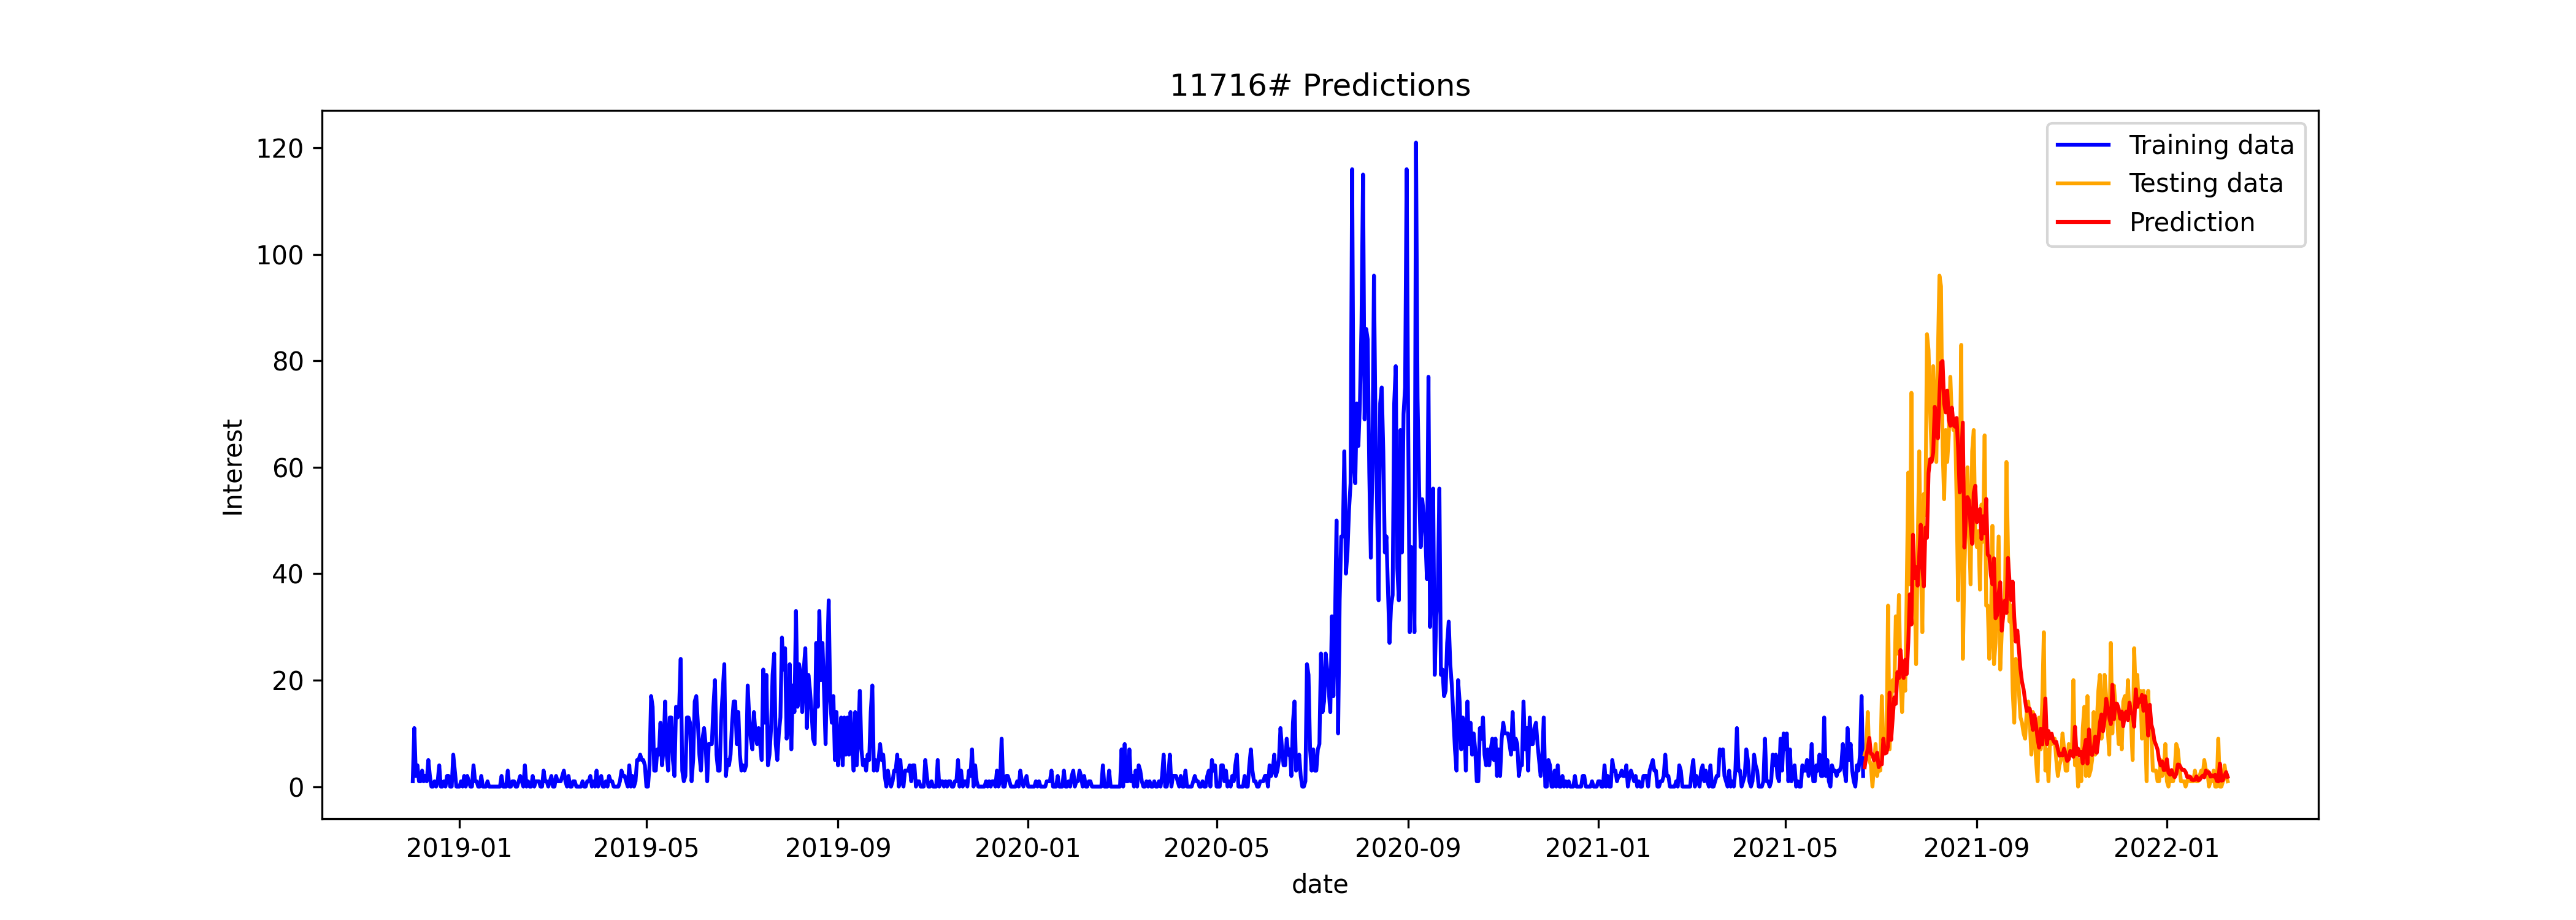 11716# Predictions
Training data
Testing data
Prediction
120
100
80
60
40
20
0
Interest
2019-01 2019-05 2019-09 2020-01 2020-05 2020-09 2021-01 2021-05 2021-09 2022-01
date